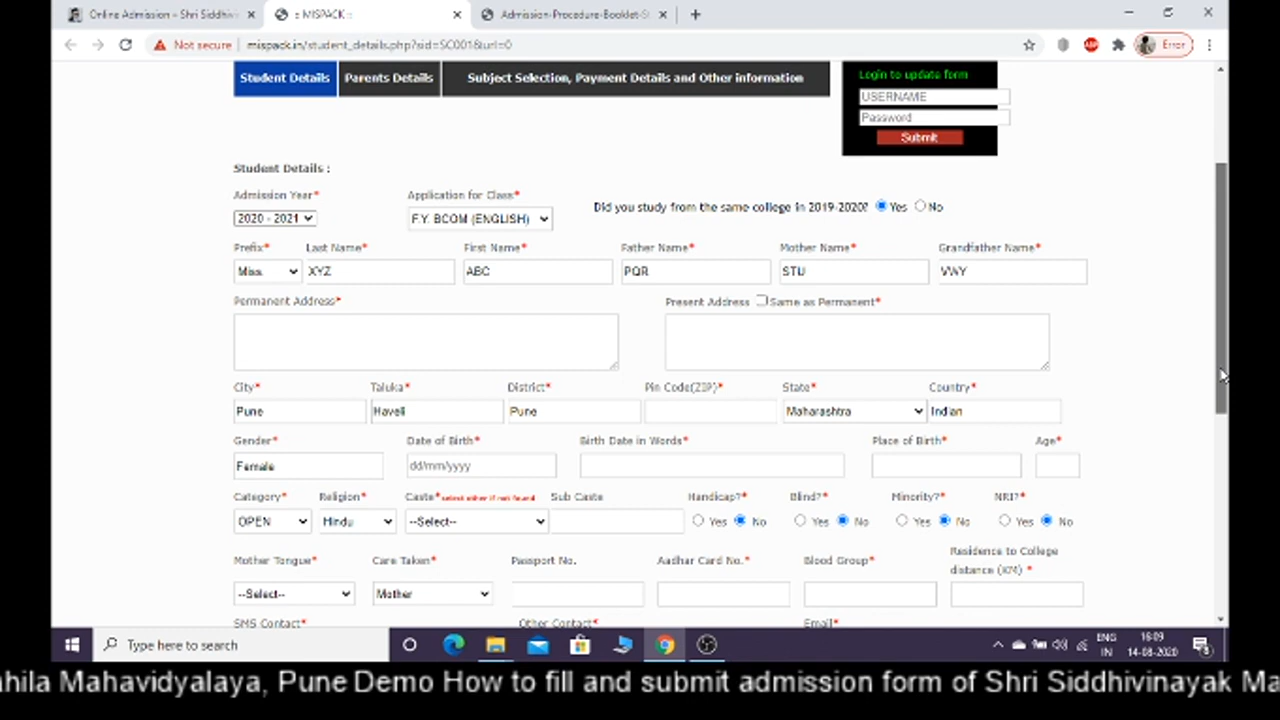 Online Admission – Shri Siddhivi
:: MISPACK ::
Admission-Procedure-Booklet-S
Not secure
mispack.in/student_details.php?sid=SC001&url=0
Error
Student Details
Parents Details
Subject Selection, Payment Details and Other information
Login to update form
USERNAME
Password
Submit
Student Details :
Admission Year* Application for Class*
2020 - 2021 F.Y. BCOM (ENGLISH) Did you study from the same college in 2019-2020? Yes No
Prefix* Last Name* First Name* Father Name* Mother Name* Grandfather Name*
Miss. XYZ ABC PQR STU VWY
Permanent Address* Present Address Same as Permanent*
City* Taluka* District* Pin Code(ZIP)* State* Country*
Pune Haveli Pune Maharashtra Indian
Gender* Date of Birth* Birth Date in Words* Place of Birth* Age*
Female dd/mm/yyyy
Category* Religion* Caste* select other if not found Sub Caste Handicap?* Blind?* Minority?* NRI?*
OPEN Hindu --Select-- Yes No Yes No Yes No Yes No
Mother Tongue* Care Taken* Passport No. Aadhar Card No.* Blood Group* Residence to College distance (KM) *
--Select-- Mother
SMS Contact* Other Contact* Email*
Type here to search
ENG
IN
16:09
14-08-2020
ahila Mahavidyalaya, Pune Demo How to fill and submit admission form of Shri Siddhivinayak Ma